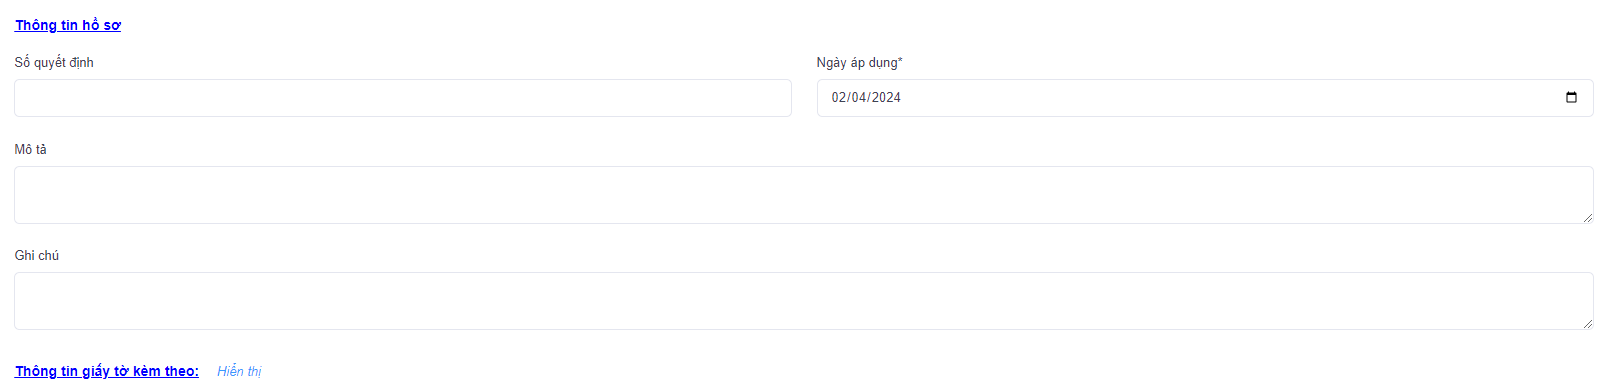 Thông tin hồ sơ
Số quyết định
Ngày áp dụng*
02/04/2024
Mô tả
Ghi chú
Thông tin giấy tờ kèm theo: Hiển thị